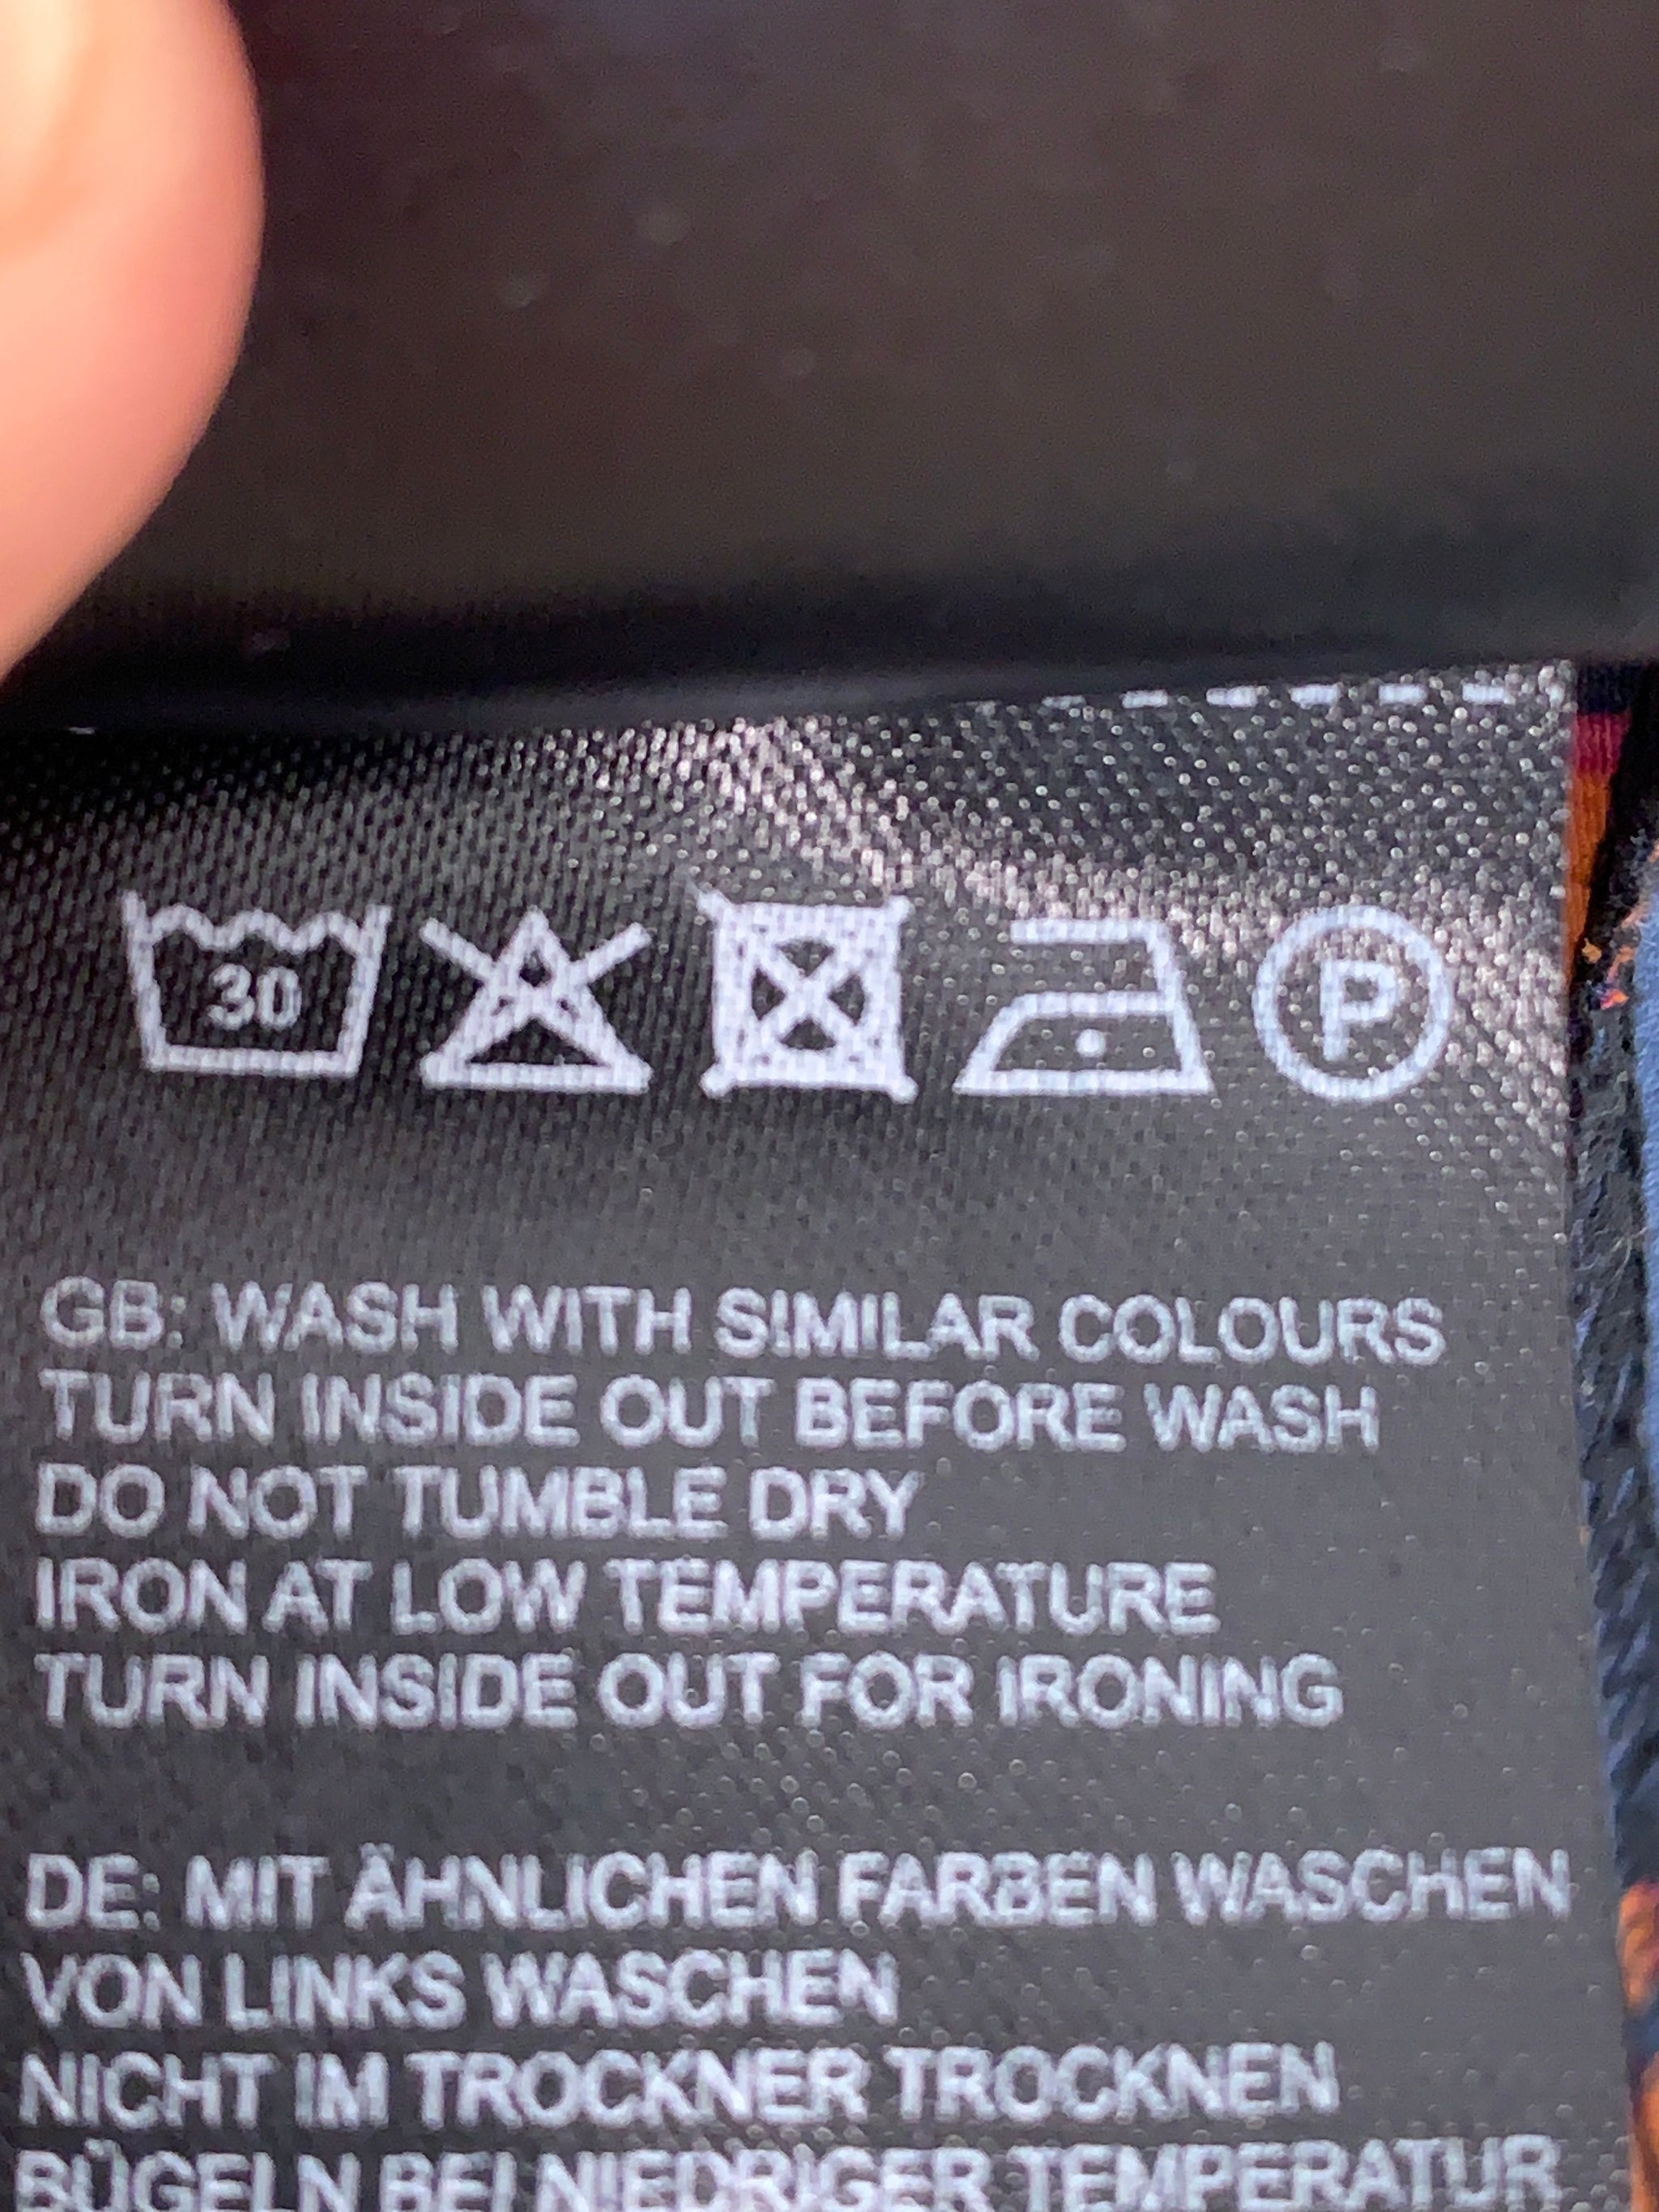 30
P
GB: WASH WITH SIMILAR COLOURS
TURN INSIDE OUT BEFORE WASH
DO NOT TUMBLE DRY
IRON AT LOW TEMPERATURE
TURN INSIDE OUT FOR IRONING
DE: MIT ÄHNLICHEN FARBEN WASCHEN
VON LINKS WASCHEN
NICHT IM TROCKNER TROCKNEN
BÜGELN BEI NIEDRIGER TEMPERATUR